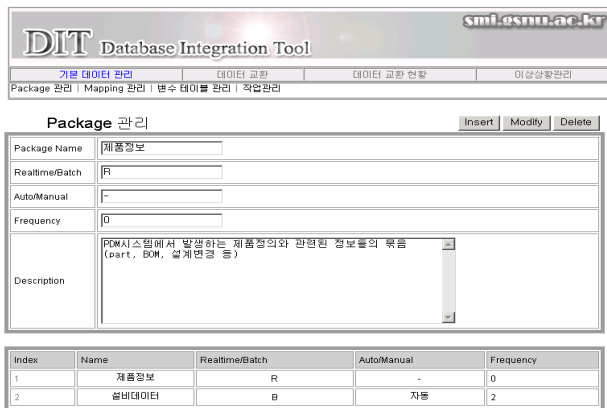 sml.gsnu.ac.kr
DIT Database Integration Tool
기본 데이터 관리 데이터 교환 데이터 교환 현황 이상상황관리
Package 관리 | Mapping 관리 | 변수 테이블 관리 | 작업관리
Package 관리 Insert Modify Delete
Package Name 제품정보
Realtime/Batch R
Auto/Manual -
Frequency 0
Description PDM시스템에서 발생하는 제품정의와 관련된 정보들의 묶음
(part, BOM, 설계변경 등)
Index Name Realtime/Batch Auto/Manual Frequency
1 제품정보 R - 0
2 설비데이터 B 자동 2